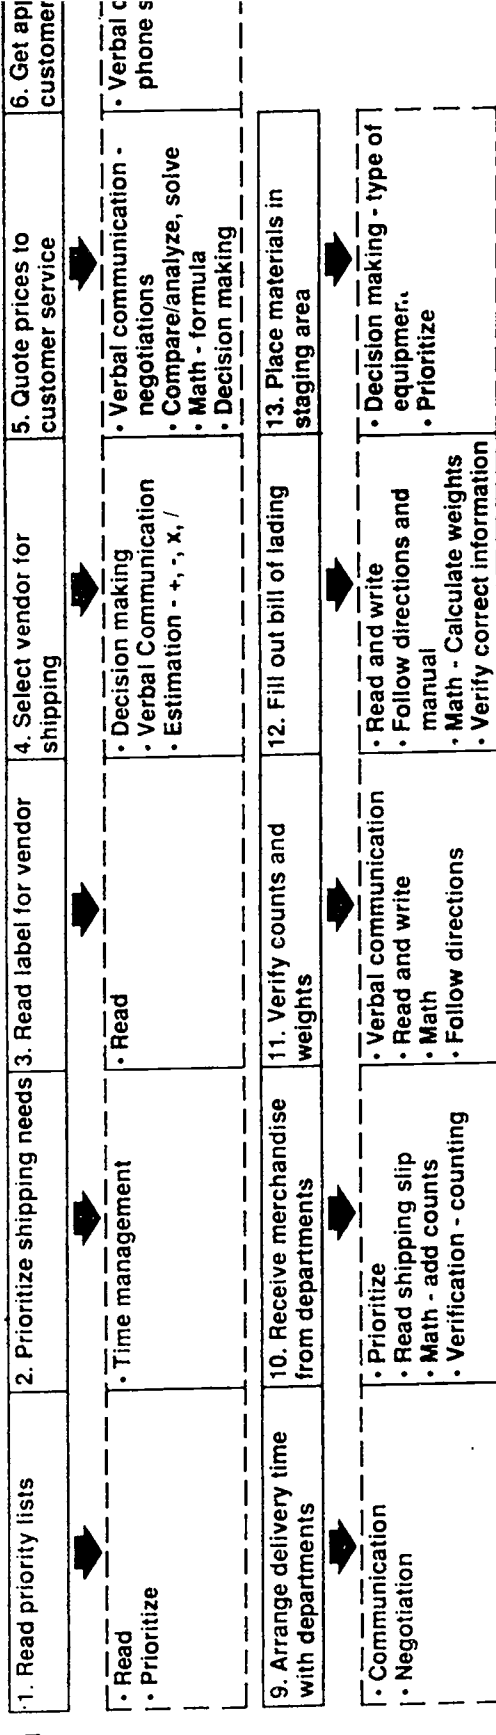 1. Read priority lists
2. Prioritize shipping needs
3. Read label for vendor
4. Select vendor for
shipping
5. Quote prices to
customer service
6. Get
customer
• Read
• Prioritize
• Time management
• Read
• Decision making
• Verbal Communication
• Estimation - +, -, x, /
• Verbal communication -
negotiations
• Compare/analyze, solve
• Math - formula
• Decision making
• Verbal
phone
9. Arrange delivery time
with departments
10. Receive merchandise
from departments
11. Verify counts and
weights
12. Fill out bill of lading
13. Place materials in
staging area
• Communication
• Negotiation
• Prioritize
• Read shipping slip
• Math - add counts
• Verification - counting
• Verbal communication
• Read and write
• Math
• Follow directions
• Read and write
• Follow directions and
manual
• Math - Calculate weights
• Verify correct information
• Decision making - type of
equipment
• Prioritize